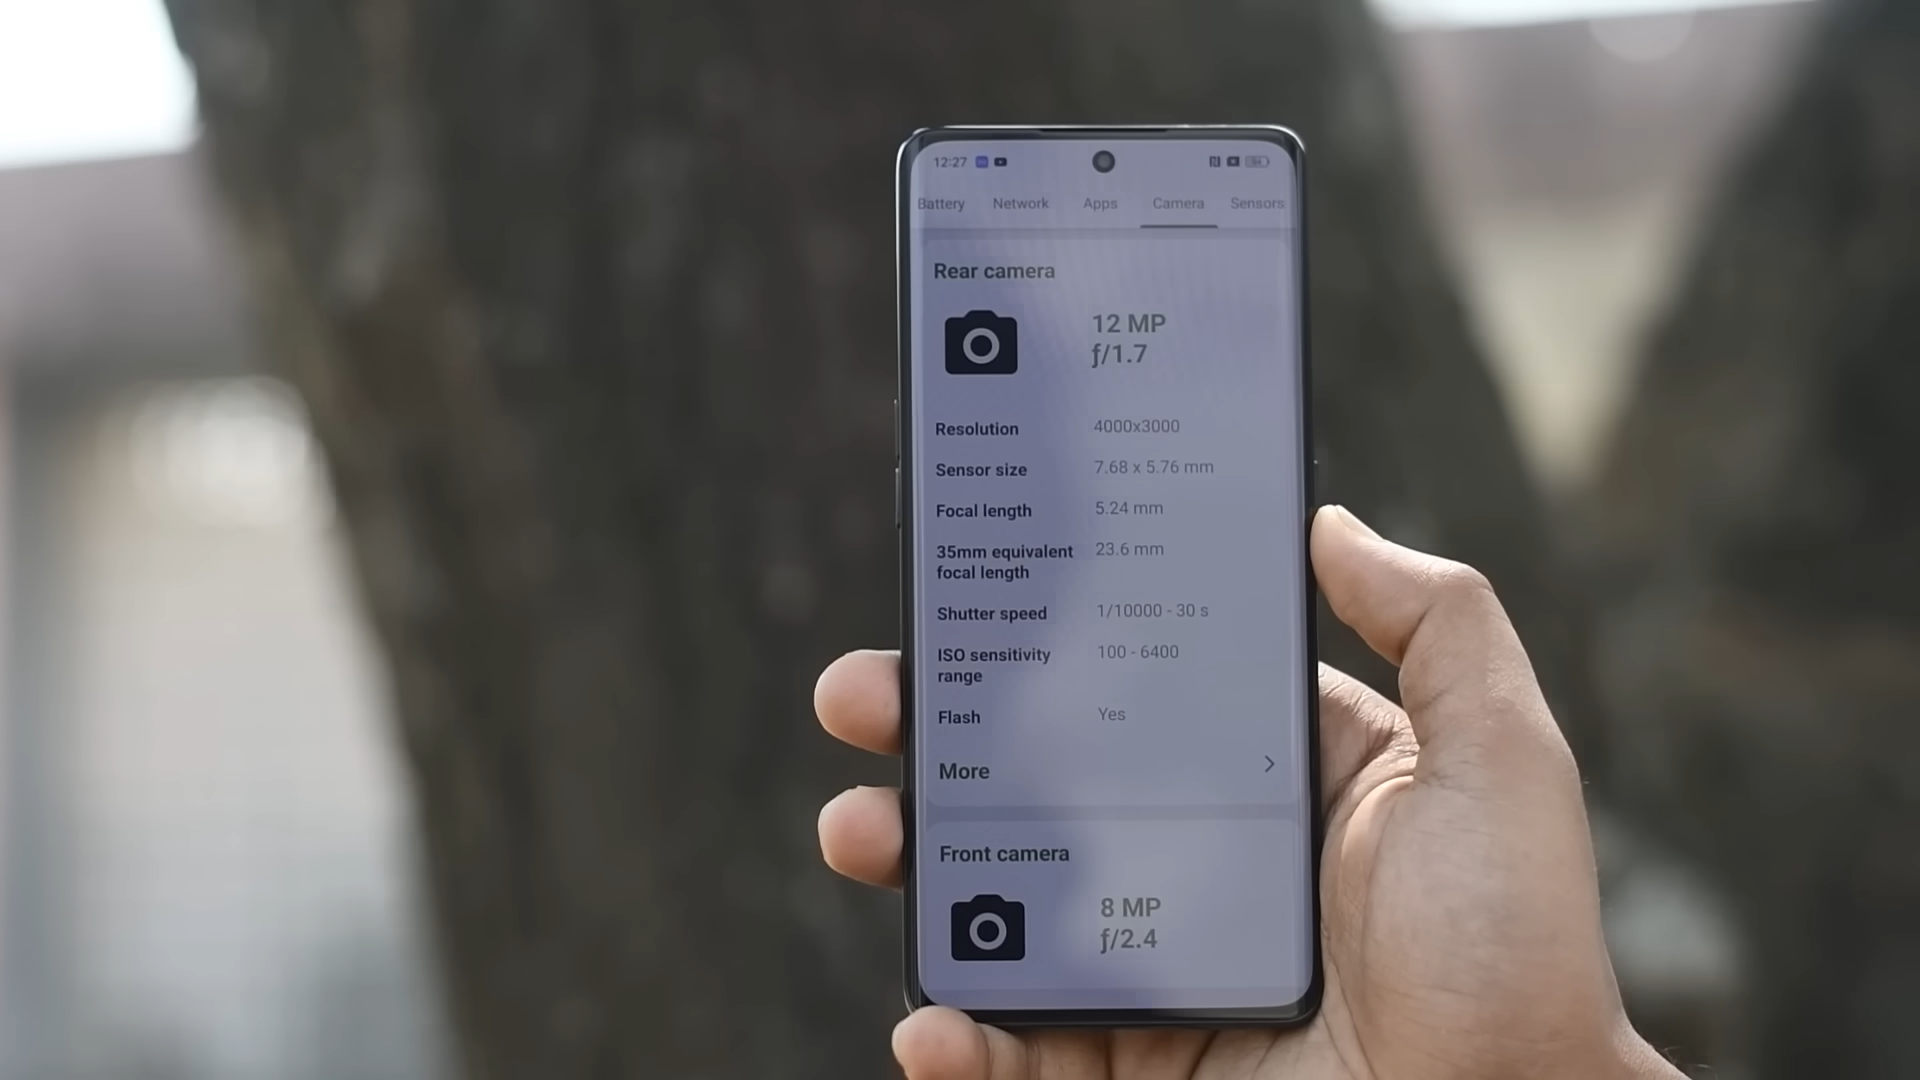 12:27
Battery Network Apps Camera Sensors
Rear camera
12 MP
ƒ/1.7
Resolution 4000x3000
Sensor size 7.68 x 5.76 mm
Focal length 5.24 mm
35mm equivalent 23.6 mm
focal length
Shutter speed 1/10000 - 30 s
ISO sensitivity 100 - 6400
range
Flash Yes
More
Front camera
8 MP
ƒ/2.4